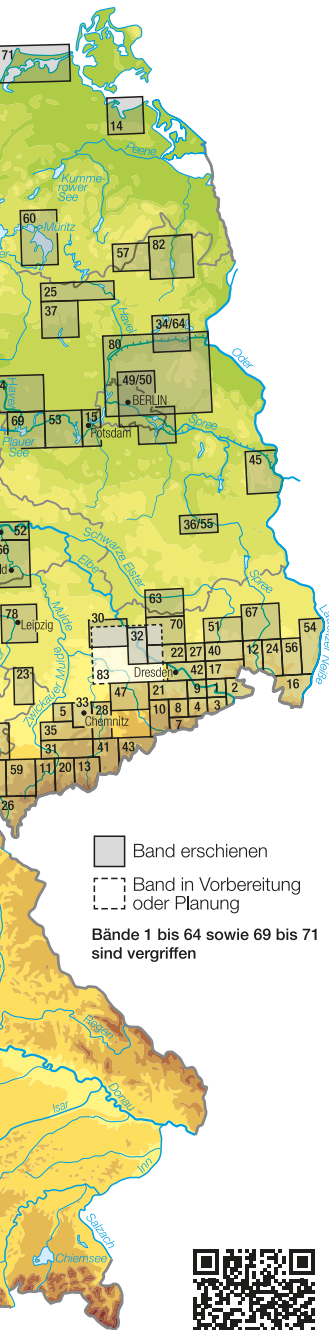 71
14
Peene
Kumme-
rower
See
60
Müritz
57
82
25
37
Havel
34/64
80
Oder
49/50
BERLIN
Havel
69
53
15
Potsdam
Spree
Plauer
See
45
36/55
52
Schwarze Elster
Elbe
66
Spree
63
78
Leipzig
Mulde
30
32
70
51
67
54
Lausitzer Neiße
22
27
40
12
24
56
Dresden
42
17
23
83
Zwickauer Mulde
47
21
9
1
2
16
33
5
28
10
8
4
3
Chemnitz
7
35
31
41
43
59
11
20
13
26
Band erschienen
Band in Vorbereitung
oder Planung
Bände 1 bis 64 sowie 69 bis 71
sind vergriffen
Regen
Donau
Isar
Inn
Salzach
Chiemsee